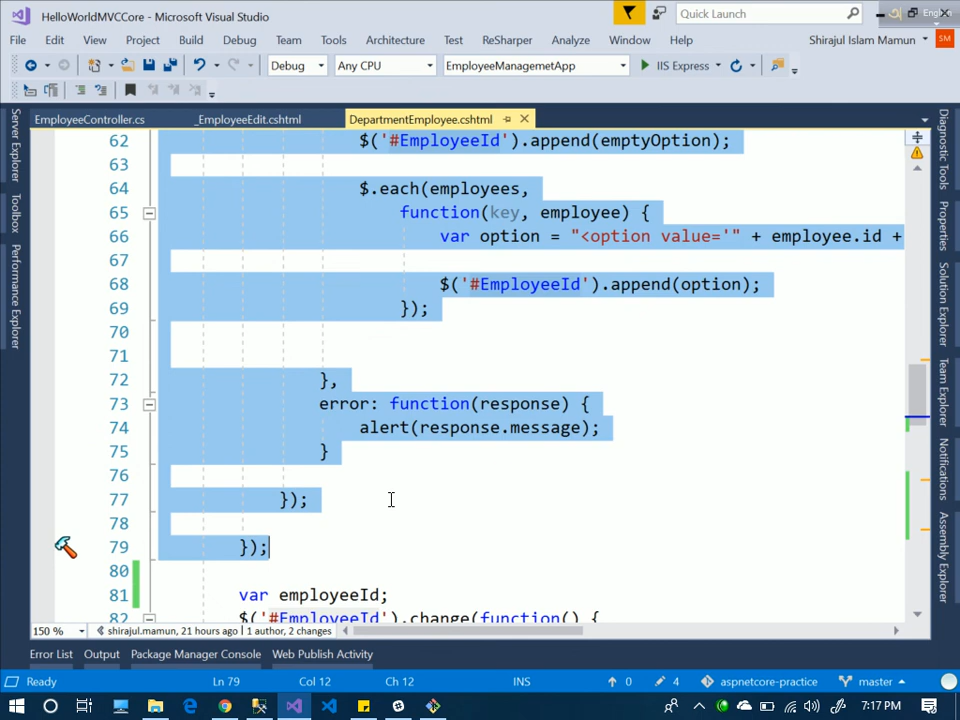 HelloWorldMVCCore - Microsoft Visual Studio
Quick Launch
English
File Edit View Project Build Debug Team Tools Architecture Test ReSharper Analyze Window Help Shirajul Islam Mamun SM
Debug Any CPU EmployeeManagemetApp IIS Express
EmployeeController.cs _EmployeeEdit.cshtml DepartmentEmployee.cshtml
62 $('#EmployeeId').append(emptyOption);
63
64 $.each(employees,
65 function(key, employee) {
66 var option = "<option value='" + employee.id +
67
68 $('#EmployeeId').append(option);
69 });
70
71
72 },
73 error: function(response) {
74 alert(response.message);
75 }
76
77 });
78
79 });
80
81 var employeeId;
82 $('#EmployeeId').change(function() {
Server Explorer
Toolbox
Performance Explorer
Diagnostic Tools
Properties
Solution Explorer
Team Explorer
Notifications
Assembly Explorer
150 % shirajul.mamun, 21 hours ago | 1 author, 2 changes
Error List Output Package Manager Console Web Publish Activity
Ready Ln 79 Col 12 Ch 12 INS 0 4 aspnetcore-practice master
7:17 PM